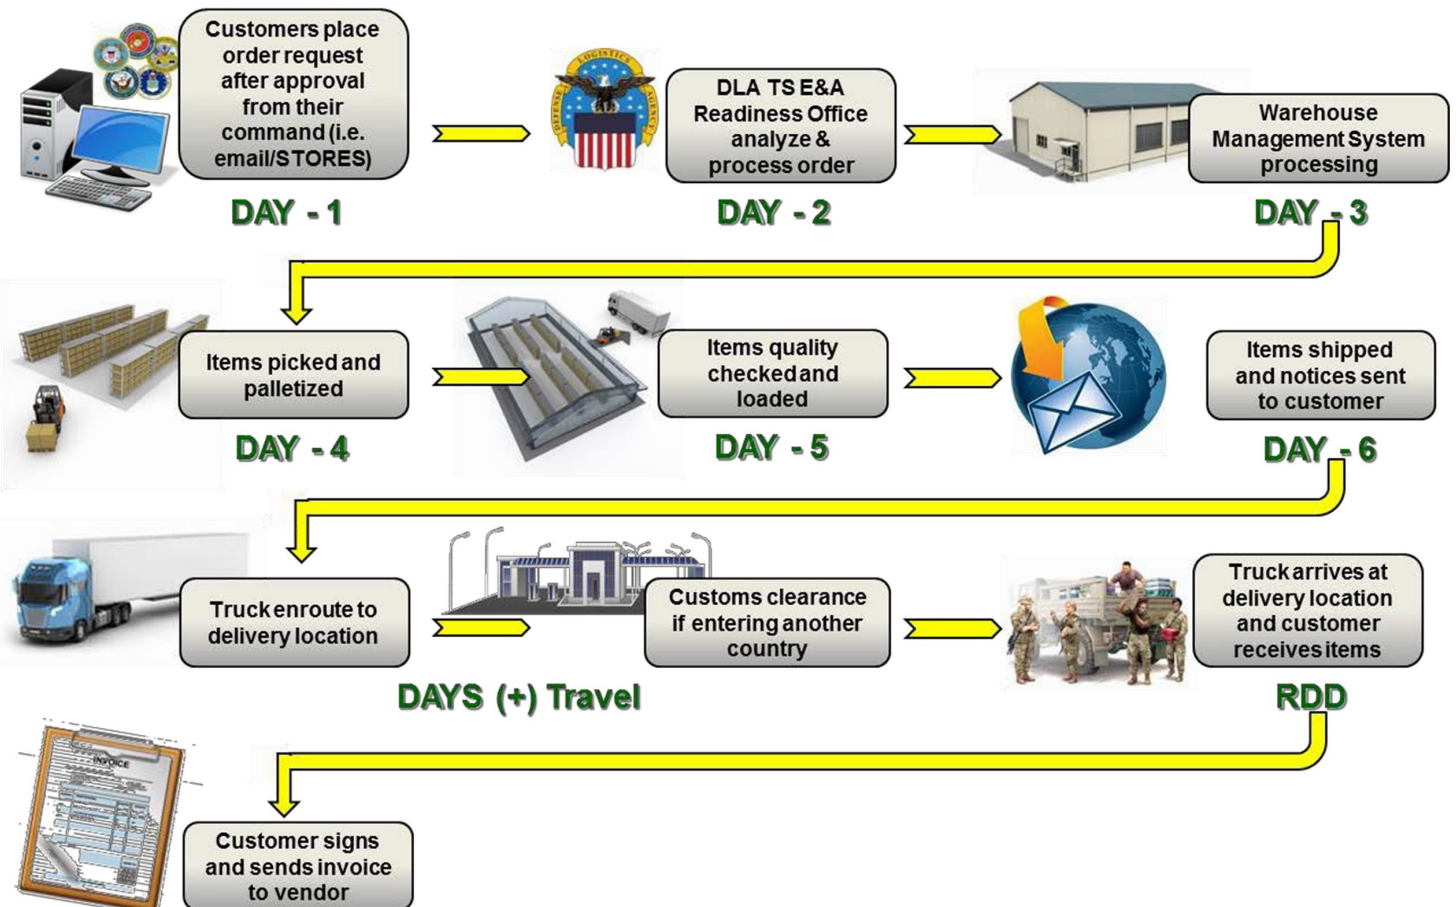 Customers place
order request
after approval
from their
command (i.e.
email/STORES)
DAY - 1
DEFENSE LOGISTICS AGENCY
DLA TS E&A
Readiness Office
analyze &
process order
DAY - 2
Warehouse
Management System
processing
DAY - 3
Items picked and
palletized
DAY - 4
Items quality
checked and
loaded
DAY - 5
Items shipped
and notices sent
to customer
DAY - 6
Truck enroute to
delivery location
Customs clearance
if entering another
country
DAYS (+) Travel
Truck arrives at
delivery location
and customer
receives items
RDD
INVOICE
Customer signs
and sends invoice
to vendor